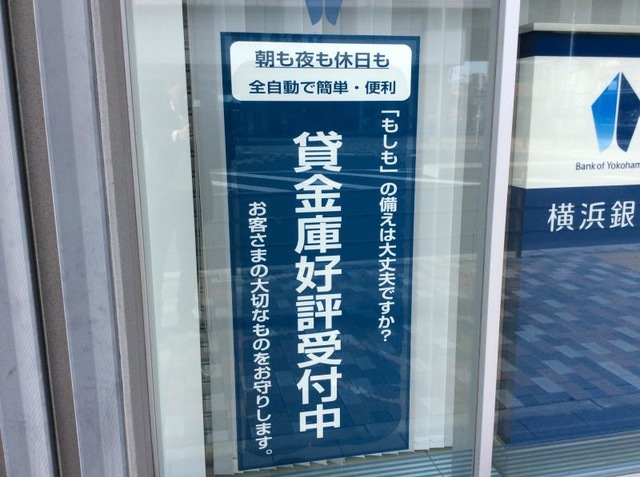 朝も夜も休日も
全自動で簡単・便利
「もしも」の備えは大丈夫ですか?
貸金庫好評受付中
お客さまの大切なものをお守りします。
Bank of Yokoham
横浜銀